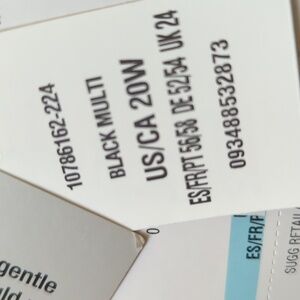 10786162-224
BLACK MULTI
US/CA 20W
ES/FR/PT 56/58 DE 52/54 UK 24
093488532873
gentle
ES/FR/P
SUGG RETAIL